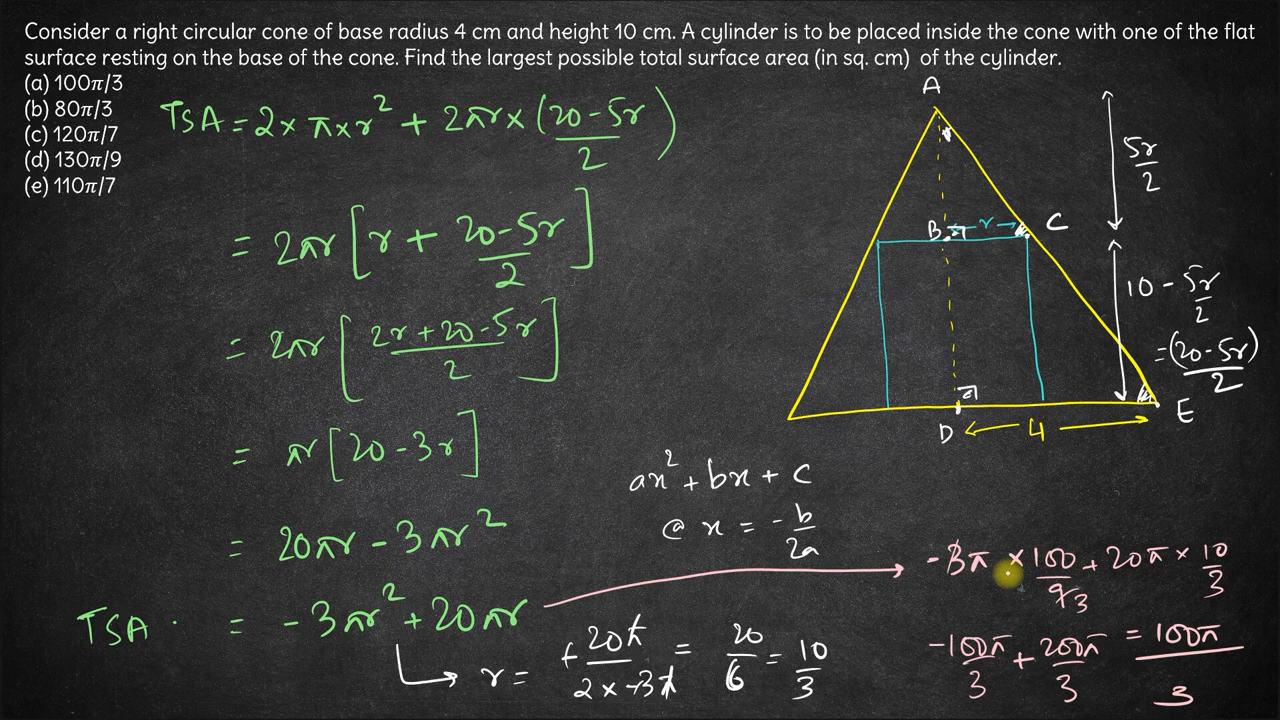 Consider a right circular cone of base radius 4 cm and height 10 cm. A cylinder is to be placed inside the cone with one of the flat
surface resting on the base of the cone. Find the largest possible total surface area (in sq. cm)  of the cylinder.
(a) 100π/3
(b) 80π/3
(c) 120π/7
(d) 130π/9
(e) 110π/7
TSA = 2 × π × r² + 2πr × (20-5r/2)
= 2πr [r + 20-5r/2]
= 2πr [2r+20-5r/2]
= πr [20-3r]
= 20πr - 3πr²
TSA. = -3πr² + 20πr
r = +20π/2×-3π = 20/6 = 10/3
ax² + bx + c
@ x = -b/2a
A
B
r
C
D
4
E
5r/2
10 - 5r/2
= (20-5r)/2
-3π × 100/9 3 + 20π × 10/3
-100π/3 + 200π/3 = 100π/3